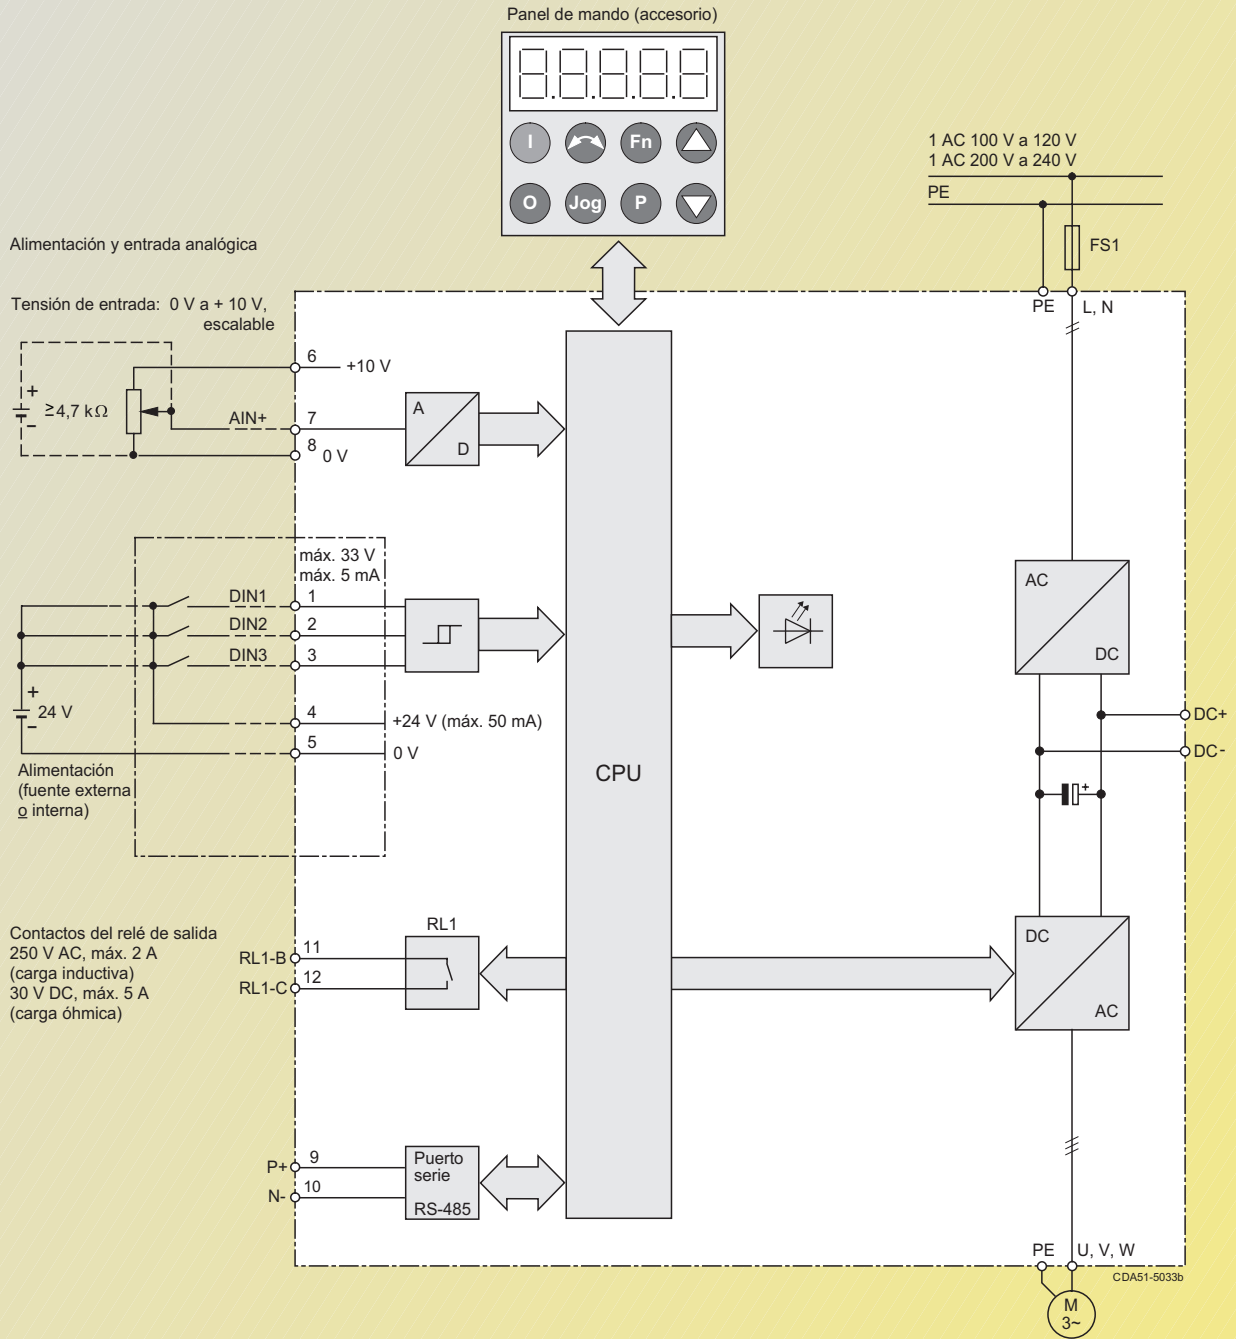 Panel de mando (accesorio)
8.8.8.8.8
I
Fn
O
Jog
P
1 AC 100 V a 120 V
1 AC 200 V a 240 V
PE
FS1
PE
L, N
Alimentación y entrada analógica
Tensión de entrada: 0 V a + 10 V,
escalable
+
-
≥4,7 kΩ
6
+10 V
AIN+
7
8
0 V
A
D
máx. 33 V
máx. 5 mA
DIN1
1
DIN2
2
DIN3
3
+
24 V
-
4
+24 V (máx. 50 mA)
5
0 V
Alimentación
(fuente externa
o interna)
CPU
AC
DC
DC+
DC-
+
DC
AC
Contactos del relé de salida
250 V AC, máx. 2 A
(carga inductiva)
30 V DC, máx. 5 A
(carga óhmica)
RL1
RL1-B
11
RL1-C
12
P+
9
N-
10
Puerto
serie
RS-485
PE
U, V, W
CDA51-5033b
M
3~